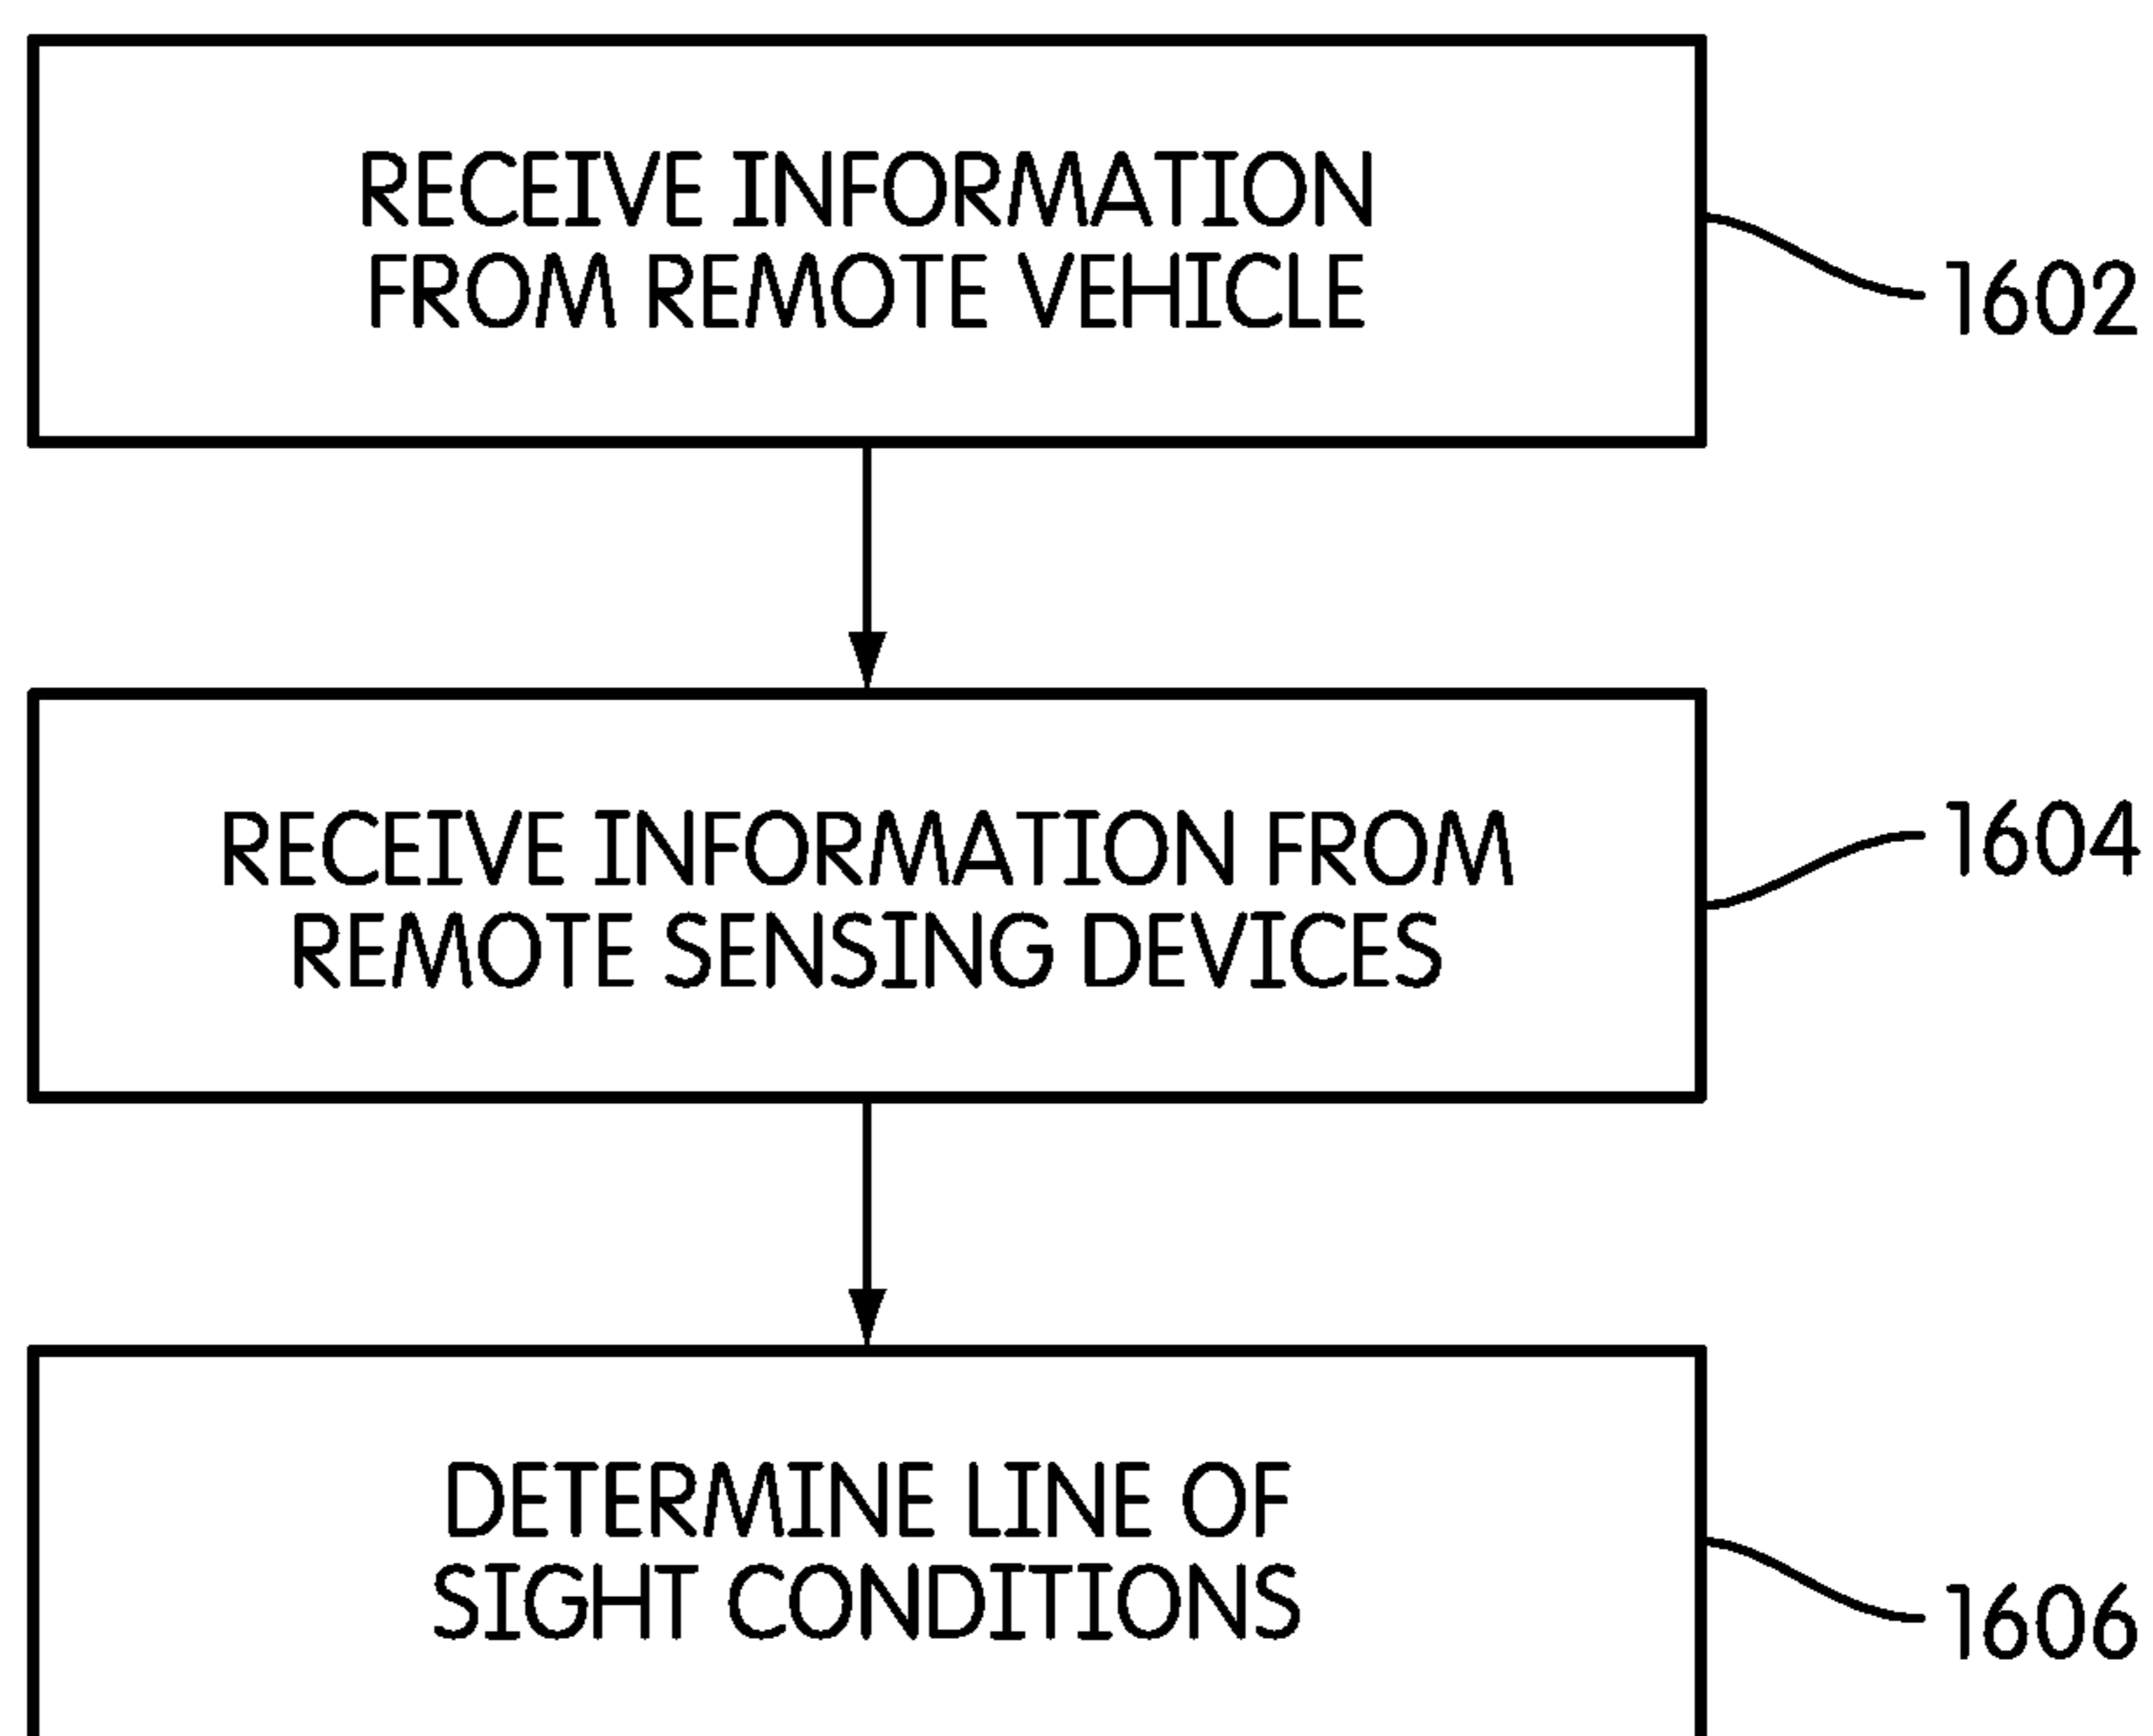 RECEIVE INFORMATION
FROM REMOTE VEHICLE
1602
RECEIVE INFORMATION FROM
REMOTE SENSING DEVICES
1604
DETERMINE LINE OF
SIGHT CONDITIONS
1606